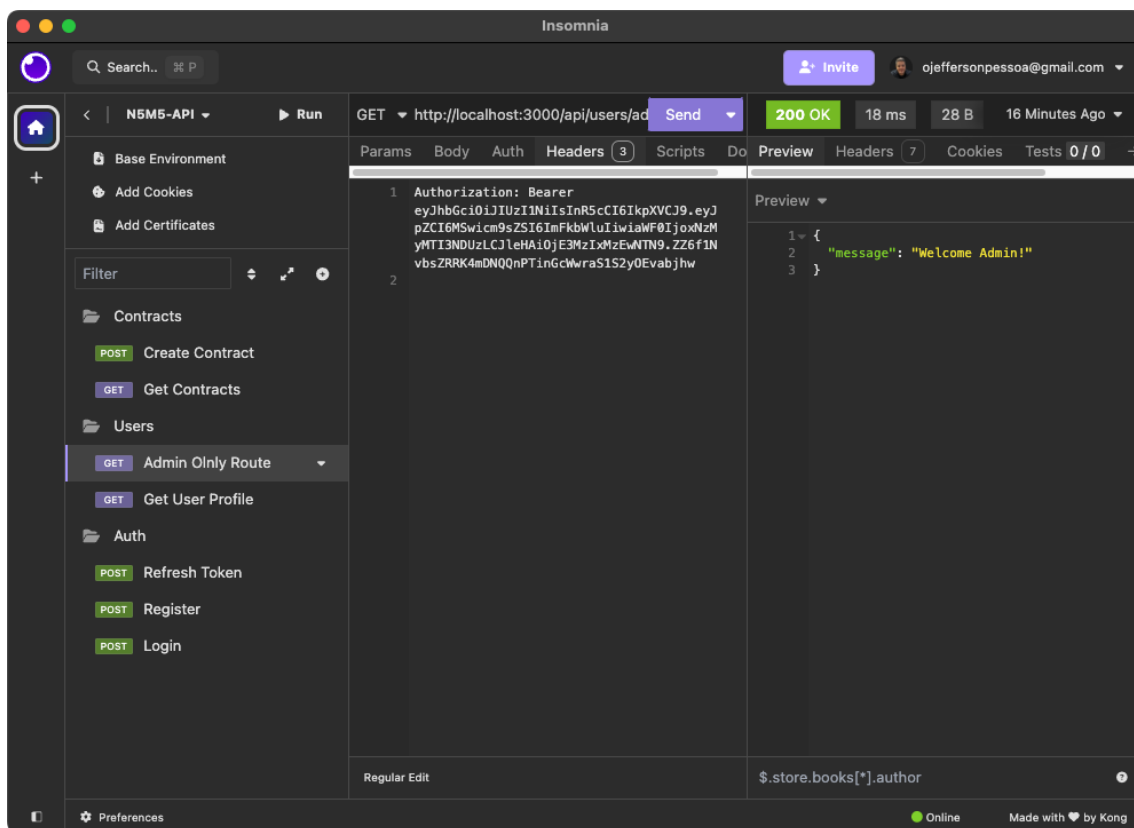 Insomnia
Search.. ⌘ P
Invite
ojeffersonpessoa@gmail.com
N5M5-API
Run
Base Environment
Add Cookies
Add Certificates
Filter
Contracts
POST Create Contract
GET Get Contracts
Users
GET Admin Olnly Route
GET Get User Profile
Auth
POST Refresh Token
POST Register
POST Login
GET http://localhost:3000/api/users/ad Send
Params Body Auth Headers 3 Scripts Do
1 Authorization: Bearer
eyJhbGciOiJIUzI1NiIsInR5cCI6IkpXVCJ9.eyJ
pZCI6MSwicm9sZSI6ImFkbWluIiwiaWF0IjoxNzM
yMTI3NDUzLCJleHAiOjE3MzIxMzEwNTN9.ZZ6f1N
vbsZRRK4mDNQQnPTinGcWwraS1S2yOEvabjhw
2
Regular Edit
200 OK 18 ms 28 B 16 Minutes Ago
Preview Headers 7 Cookies Tests 0 / 0
Preview
1 {
2 "message": "Welcome Admin!"
3 }
$.store.books[*].author
Preferences
Online
Made with ♥ by Kong